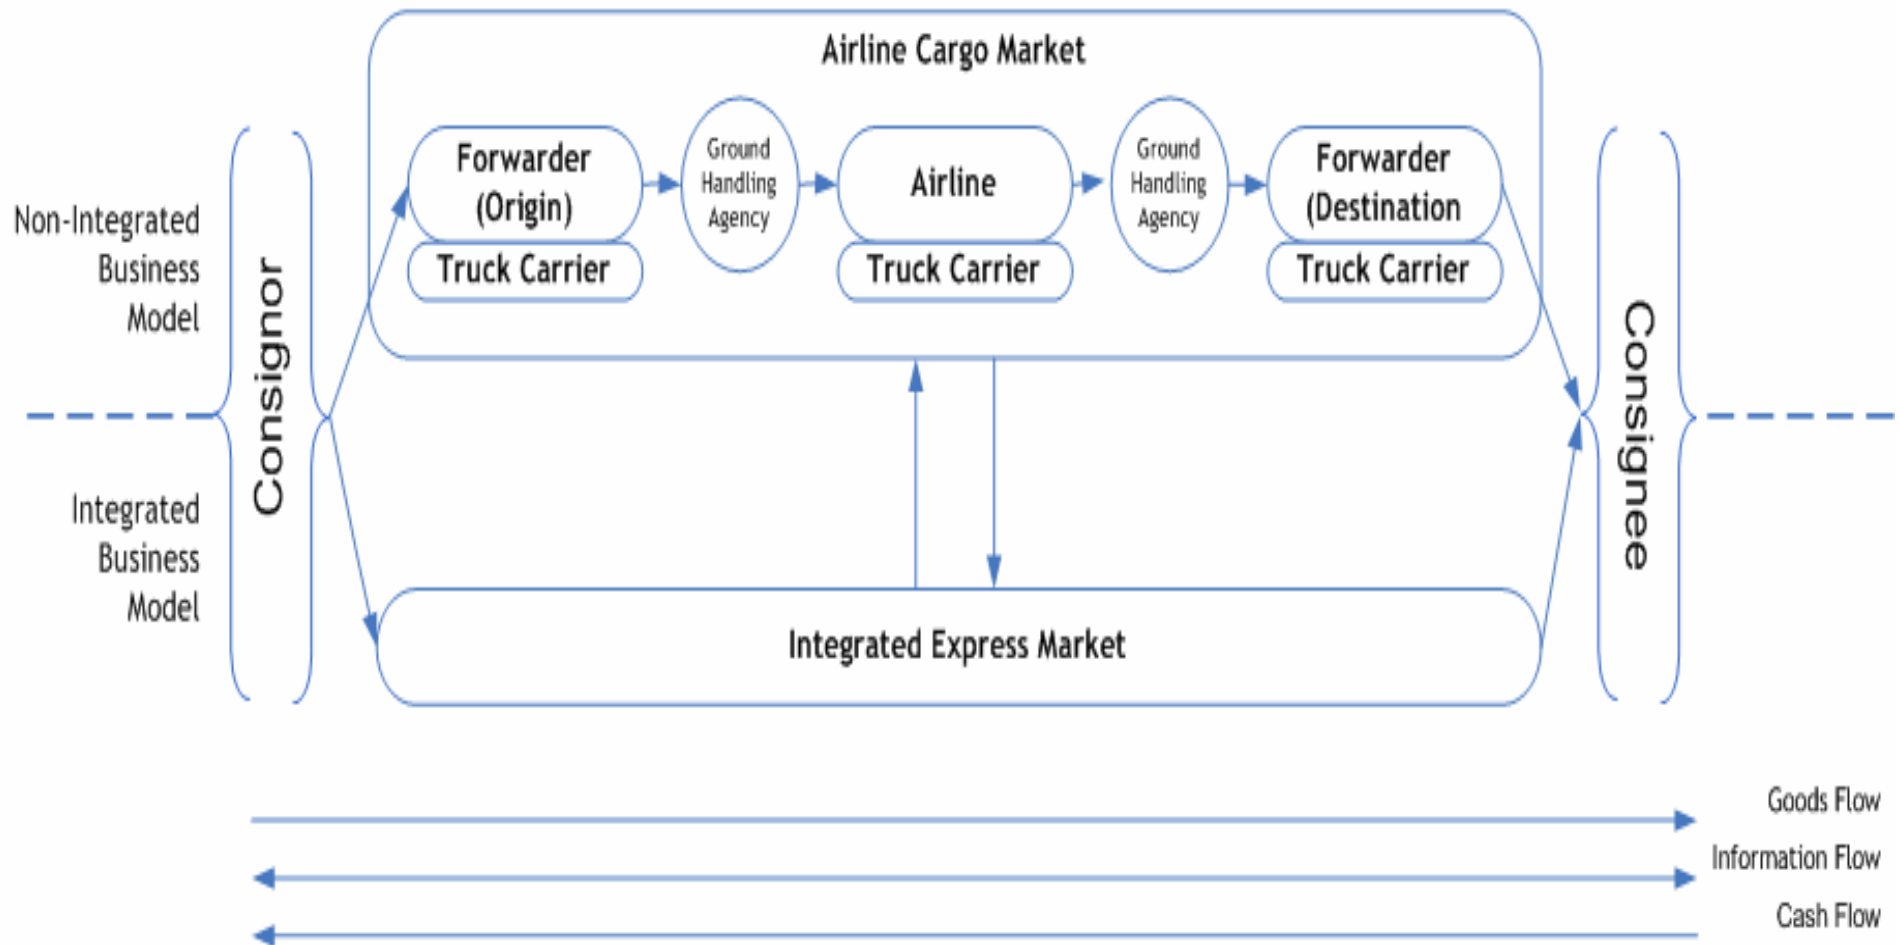 Airline Cargo Market
Forwarder
(Origin)
Truck Carrier
Ground
Handling
Agency
Airline
Truck Carrier
Ground
Handling
Agency
Forwarder
(Destination
Truck Carrier
Non-Integrated
Business
Model
Consignor
Consignee
Integrated
Business
Model
Integrated Express Market
Goods Flow
Information Flow
Cash Flow